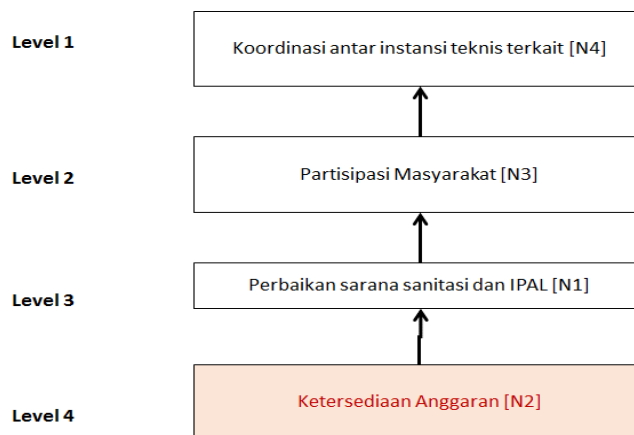 Level 1
Koordinasi antar instansi teknis terkait [N4]
Level 2
Partisipasi Masyarakat [N3]
Level 3
Perbaikan sarana sanitasi dan IPAL [N1]
Level 4
Ketersediaan Anggaran [N2]